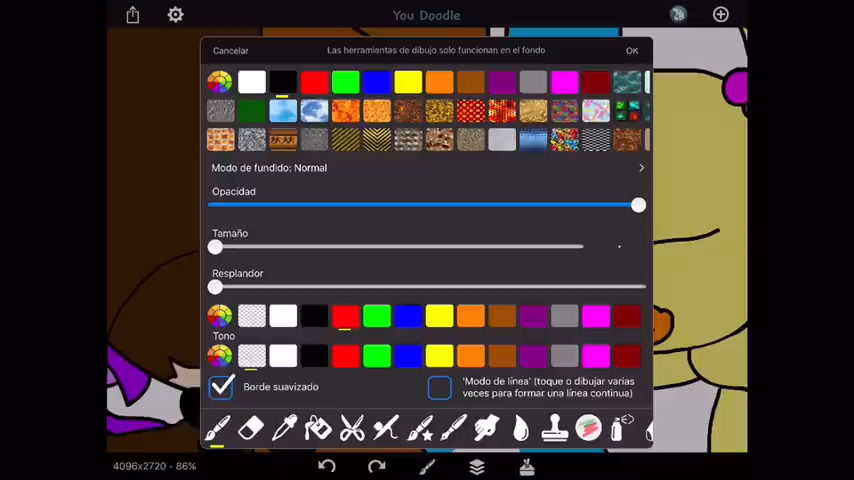 You Doodle
Cancelar
Las herramientas de dibujo solo funcionan en el fondo
OK
Modo de fundido: Normal
Opacidad
Tamaño
Resplandor
Tono
Borde suavizado
'Modo de línea' (toque o dibujar varias
veces para formar una línea continua)
4096x2720 - 86%